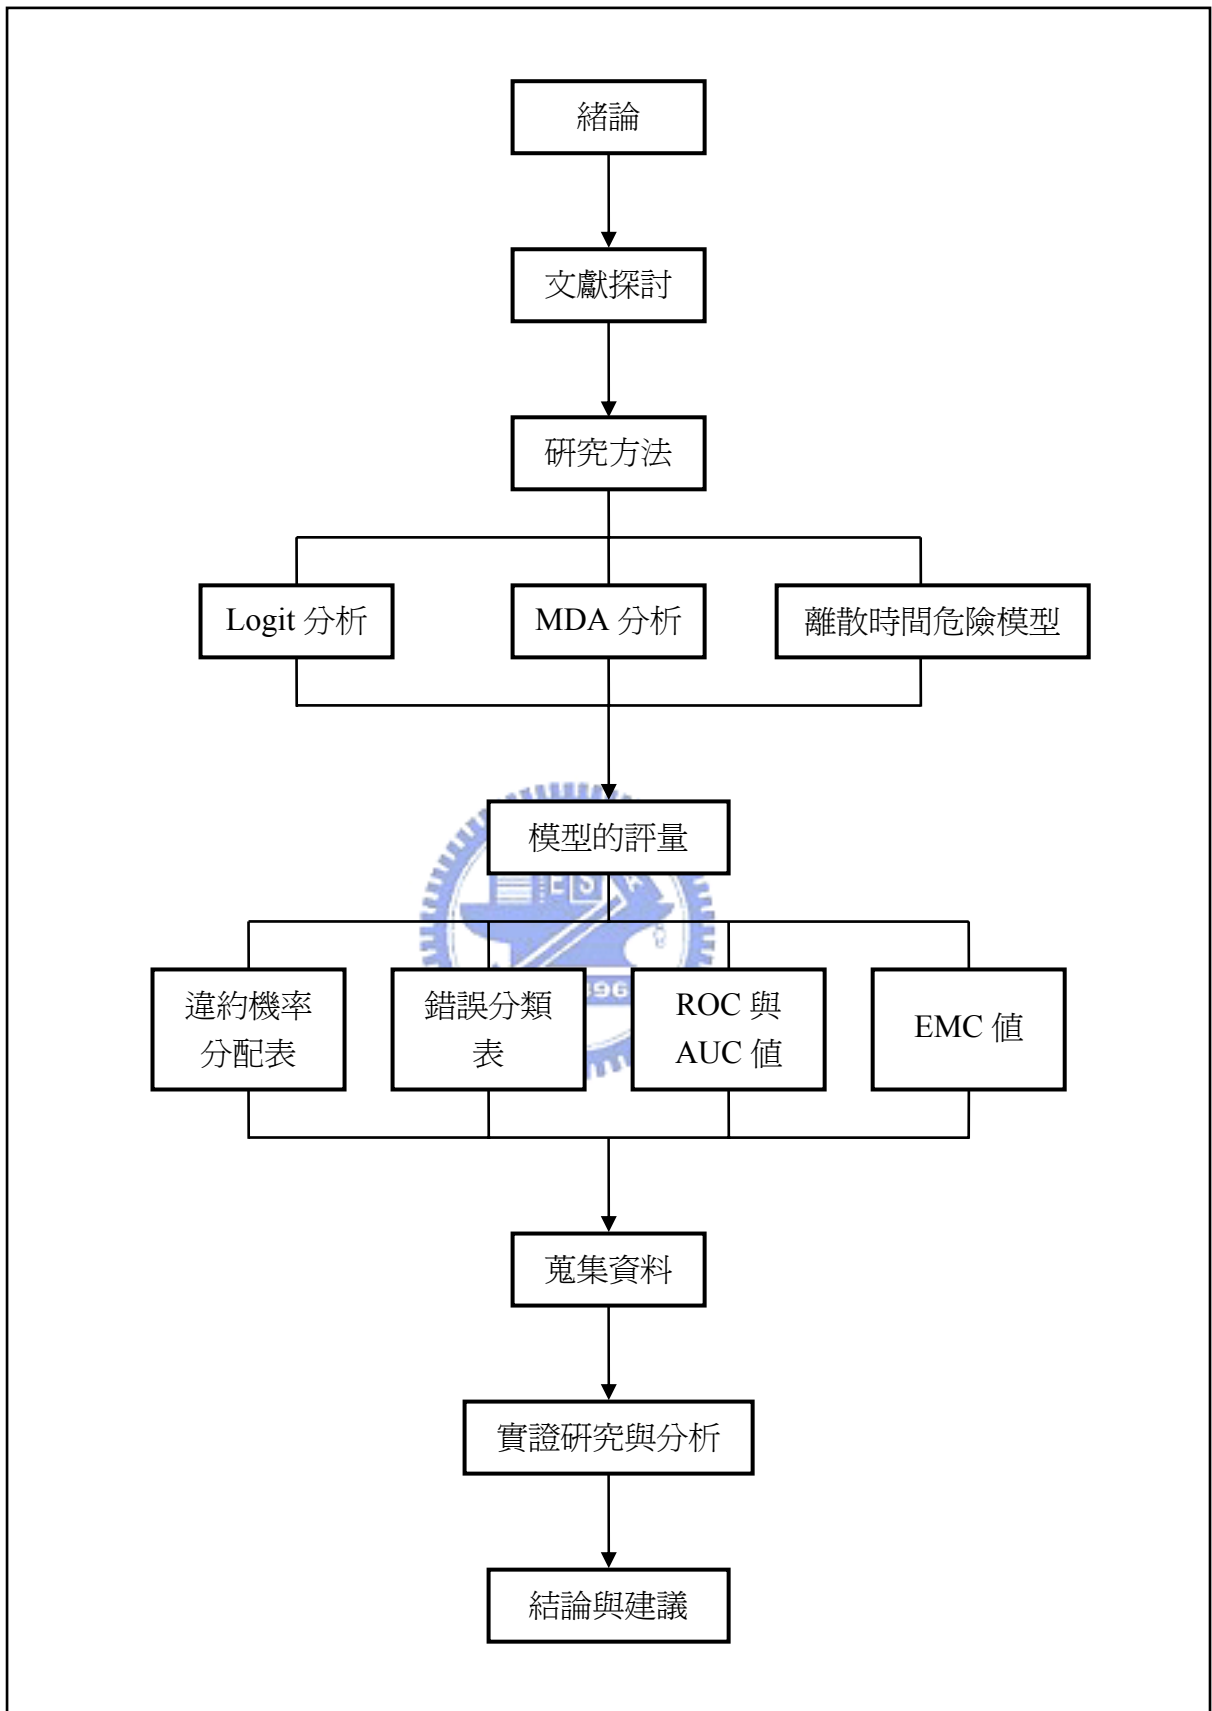 緒論
文獻探討
研究方法
Logit 分析
MDA 分析
離散時間危險模型
模型的評量
E S
896
違約機率
分配表
錯誤分類
表
ROC 與
AUC 值
EMC 值
蒐集資料
實證研究與分析
結論與建議